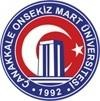 ÇANAKKALE ONSEKİZ MART ÜNİVERSİTESİ
• 1992 •